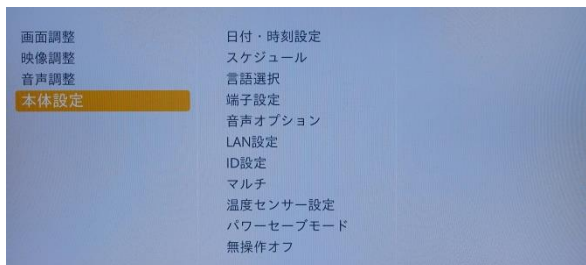 画面調整
映像調整
音声調整
本体設定
日付・時刻設定
スケジュール
言語選択
端子設定
音声オプション
LAN設定
ID設定
マルチ
温度センサー設定
パワーセーブモード
無操作オフ